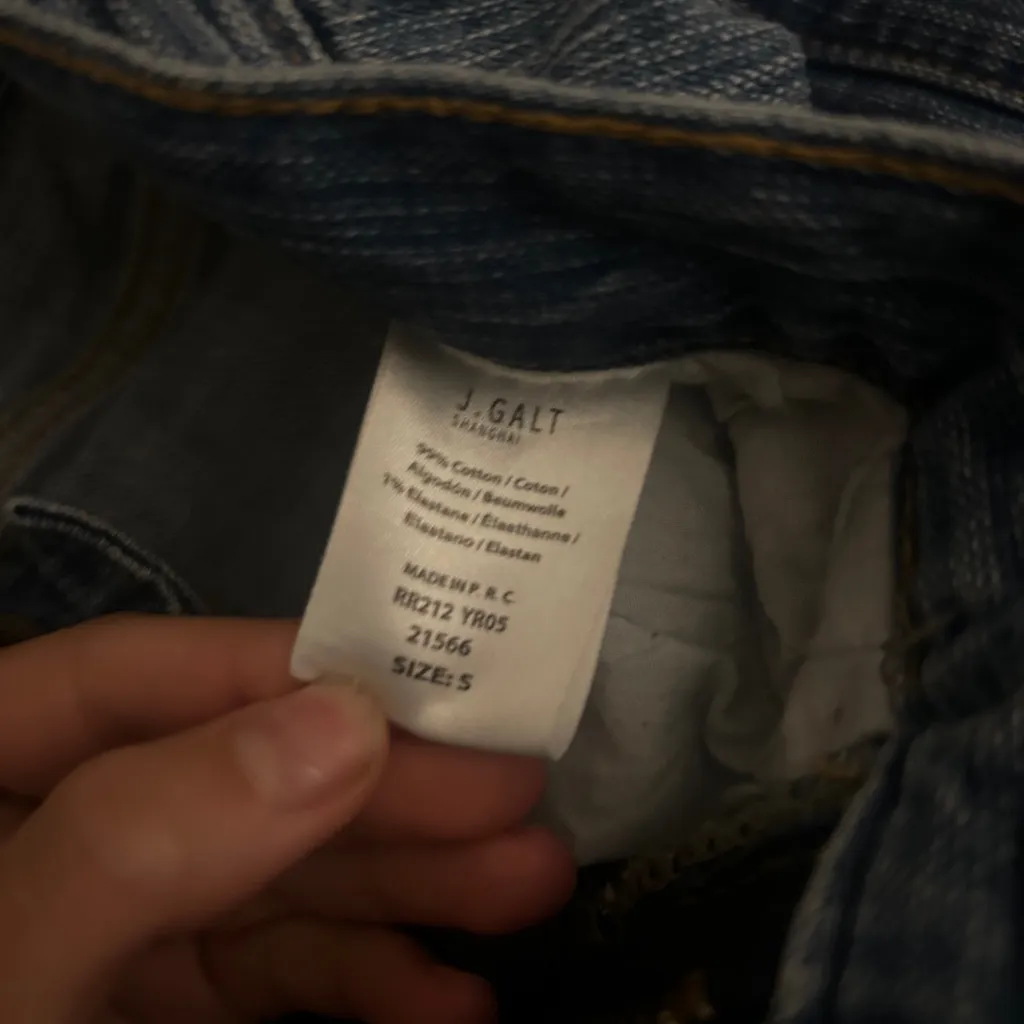 J.GALT
SHANGHAI
99% Cotton / Coton /
Algodón / Baumwolle
1% Elastane / Élasthanne /
Elastano / Elastan
MADE IN P. R. C
RR212 YR05
21566
SIZE: S